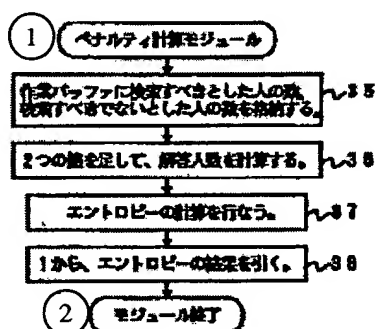 1
ペナルティ計算モジュール
作業バッファに検索すべきとした人の数、
検索すべきでないとした人の数を格納する。
35
2つの値を足して、解答人数を計算する。
36
エントロピーの計算を行なう。
37
1から、エントロピーの結果を引く。
38
2
モジュール終了